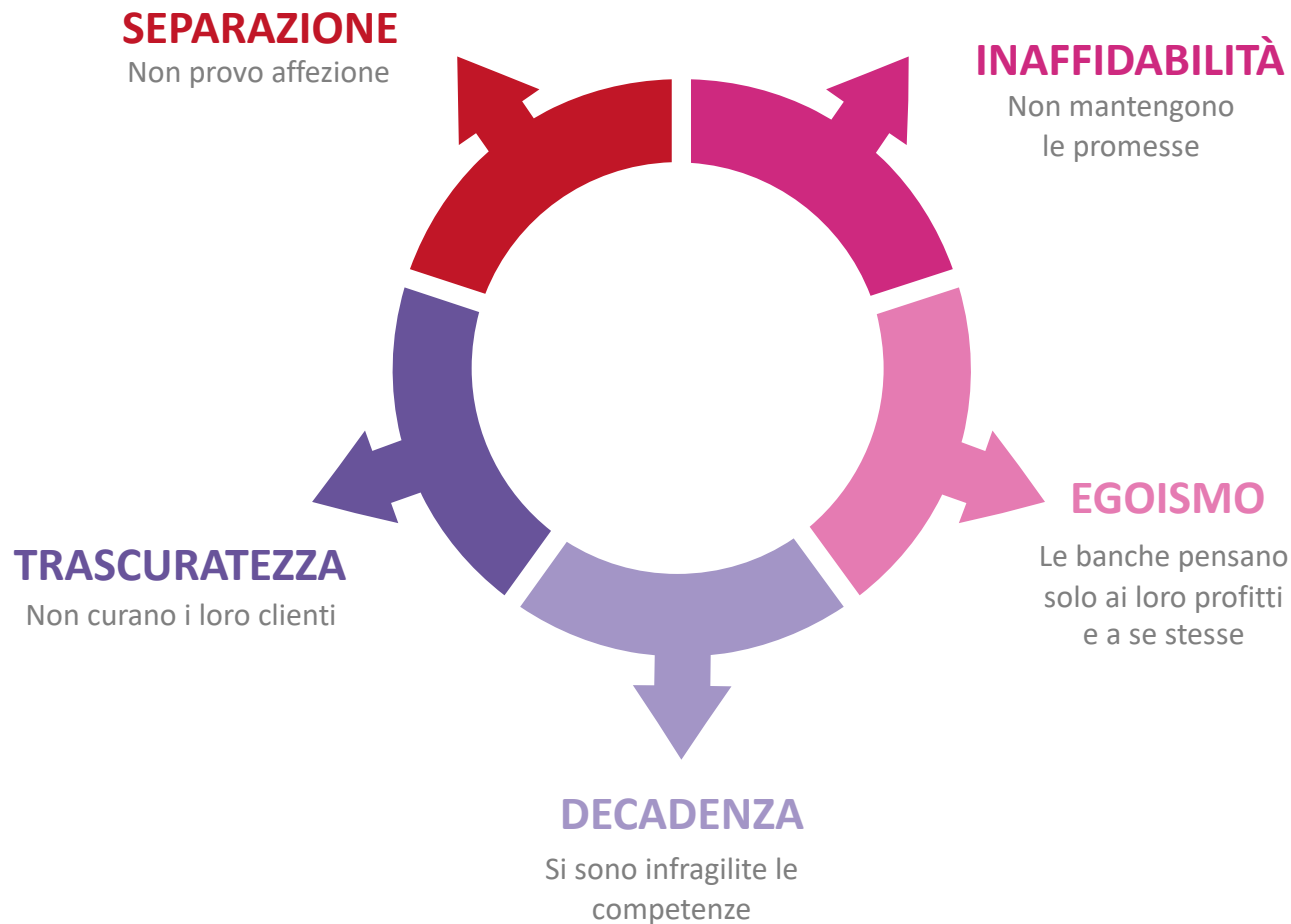 SEPARAZIONE
Non provo affezione
INAFFIDABILITÀ
Non mantengono
le promesse
EGOISMO
Le banche pensano
solo ai loro profitti
e a se stesse
TRASCURATEZZA
Non curano i loro clienti
DECADENZA
Si sono infragilite le
competenze